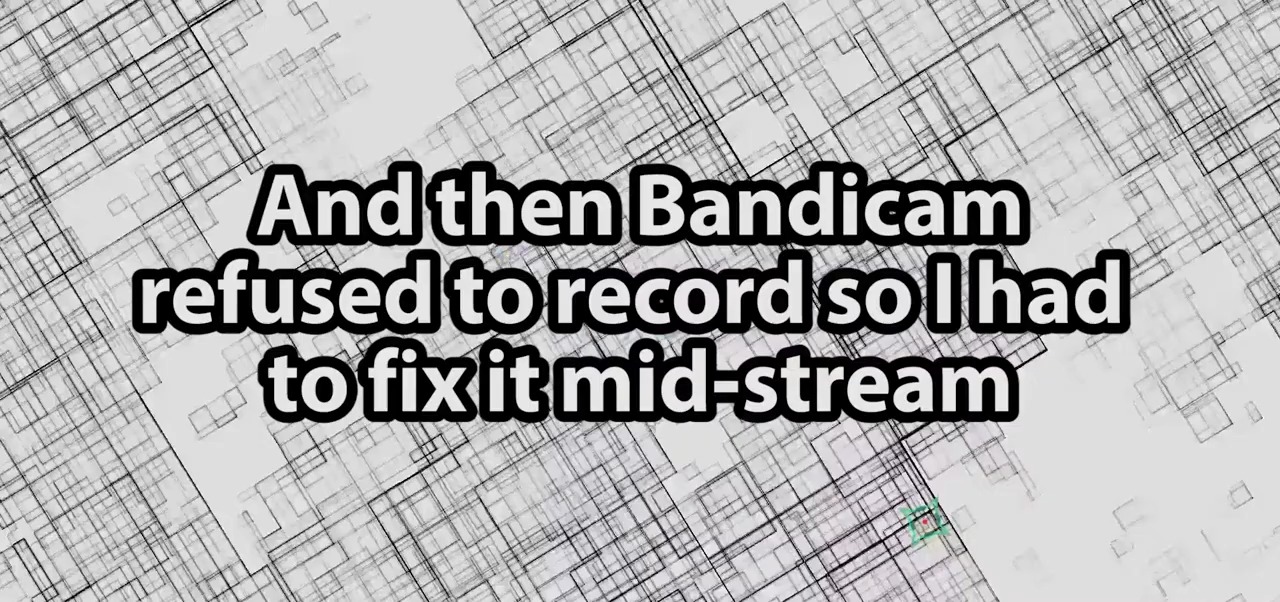 And then Bandicam
refused to record so I had
to fix it mid-stream